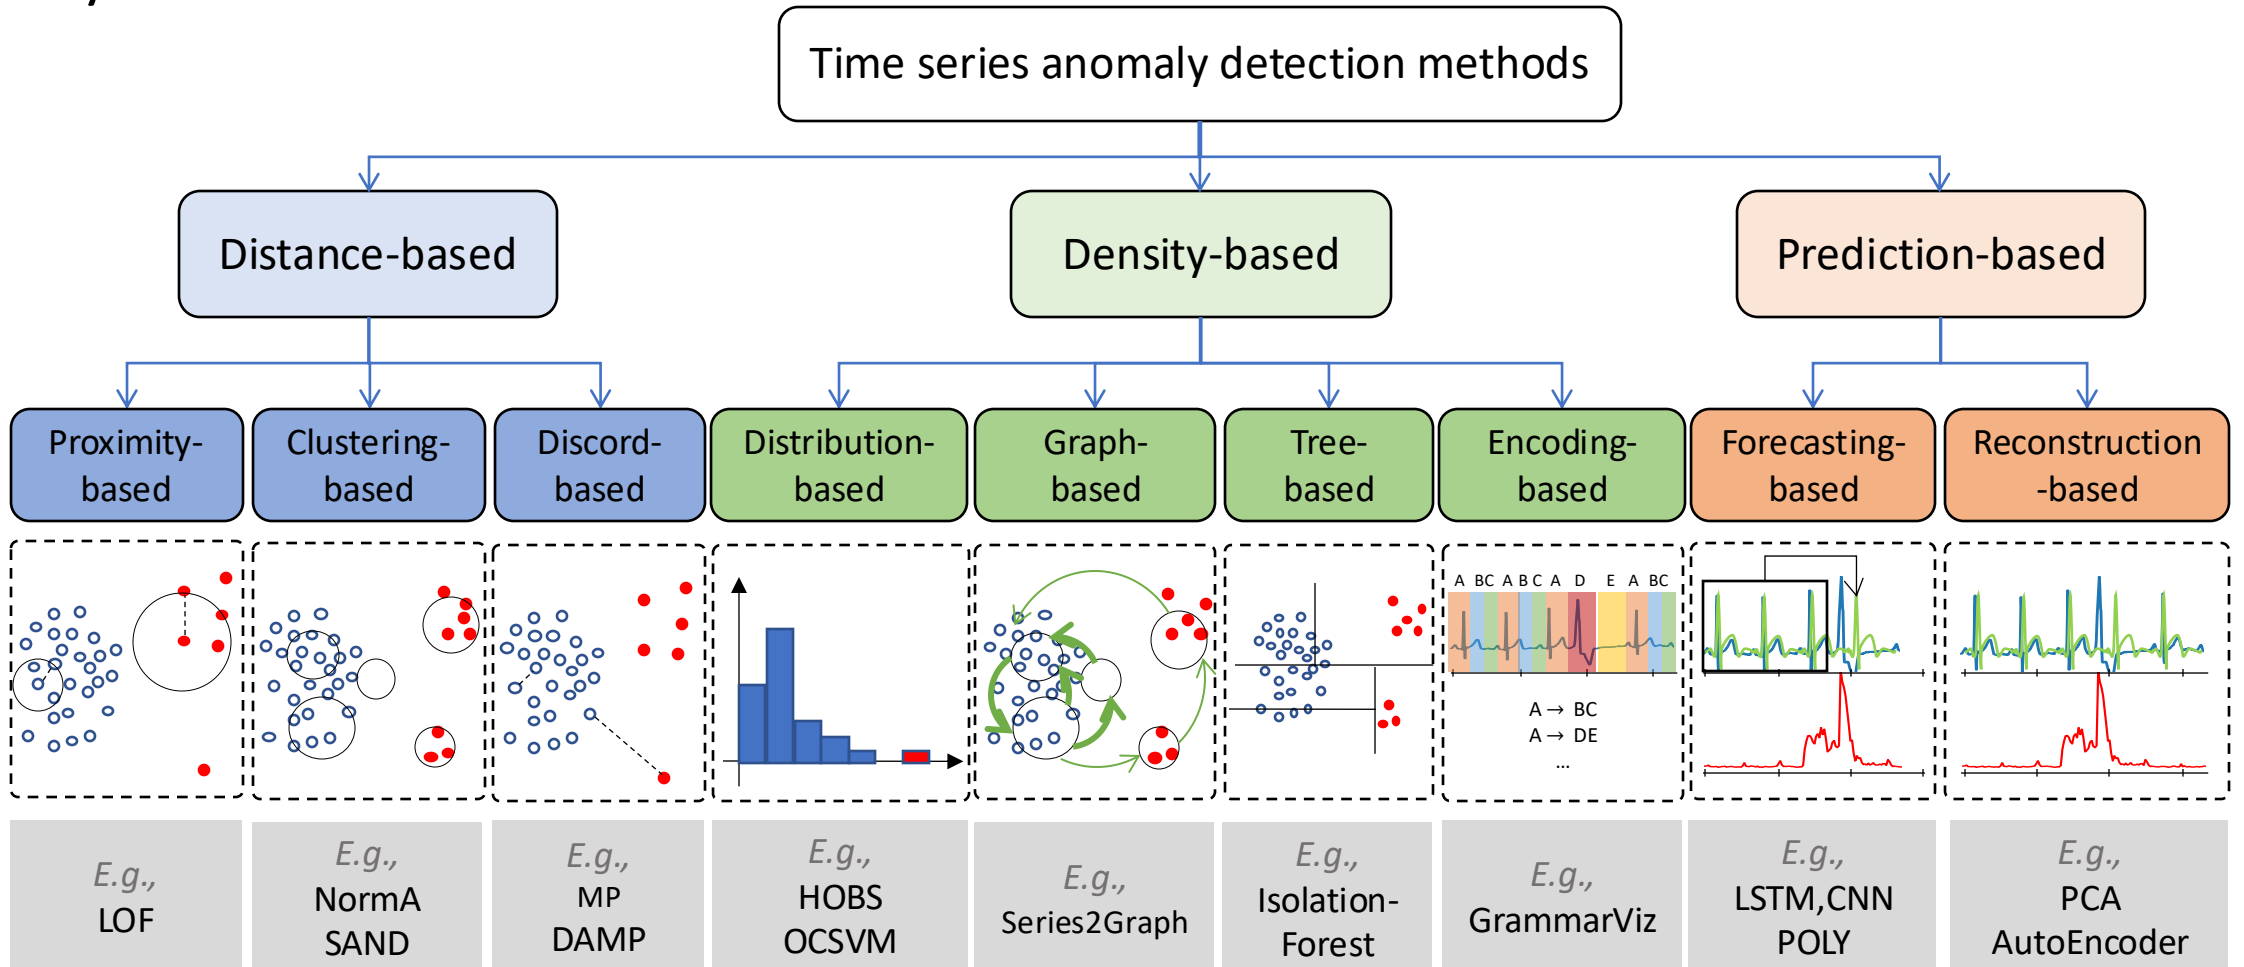 Time series anomaly detection methods
Distance-based
Density-based
Prediction-based
Proximity-
based
Clustering-
based
Discord-
based
Distribution-
based
Graph-
based
Tree-
based
Encoding-
based
Forecasting-
based
Reconstruction
-based
A BC A B C A D E A BC
A → BC
A → DE
...
E.g.,
LOF
E.g.,
NormA
SAND
E.g.,
MP
DAMP
E.g.,
HOBS
OCSVM
E.g.,
Series2Graph
E.g.,
Isolation-
Forest
E.g.,
GrammarViz
E.g.,
LSTM,CNN
POLY
E.g.,
PCA
AutoEncoder